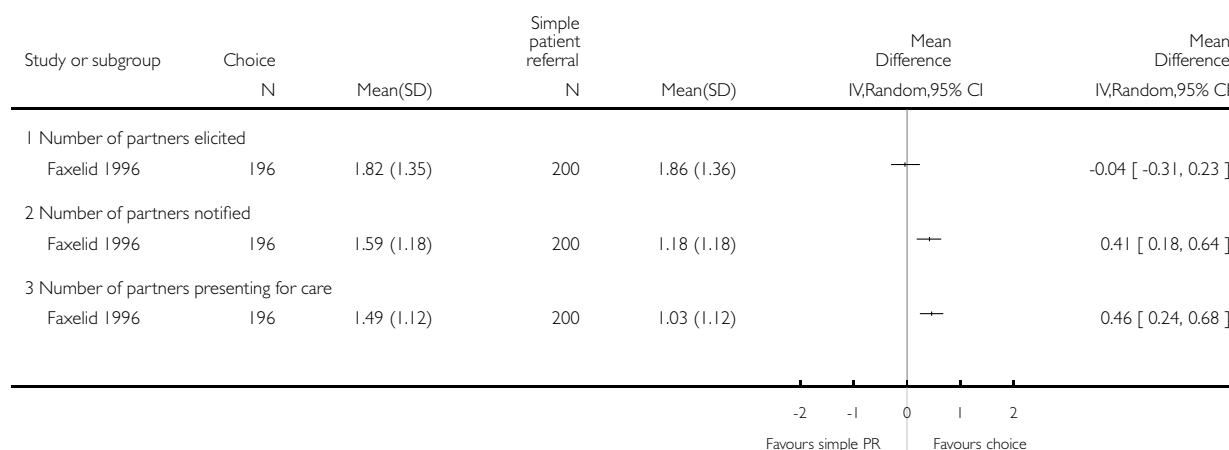 Study or subgroup Choice Simple patient referral Mean Difference Mean Difference
N Mean(SD) N Mean(SD) IV,Random,95% CI IV,Random,95% CI
1 Number of partners elicited
Faxelid 1996 196 1.82 (1.35) 200 1.86 (1.36) -0.04 [ -0.31, 0.23 ]
2 Number of partners notified
Faxelid 1996 196 1.59 (1.18) 200 1.18 (1.18) 0.41 [ 0.18, 0.64 ]
3 Number of partners presenting for care
Faxelid 1996 196 1.49 (1.12) 200 1.03 (1.12) 0.46 [ 0.24, 0.68 ]
-2 -1 0 1 2
Favours simple PR Favours choice